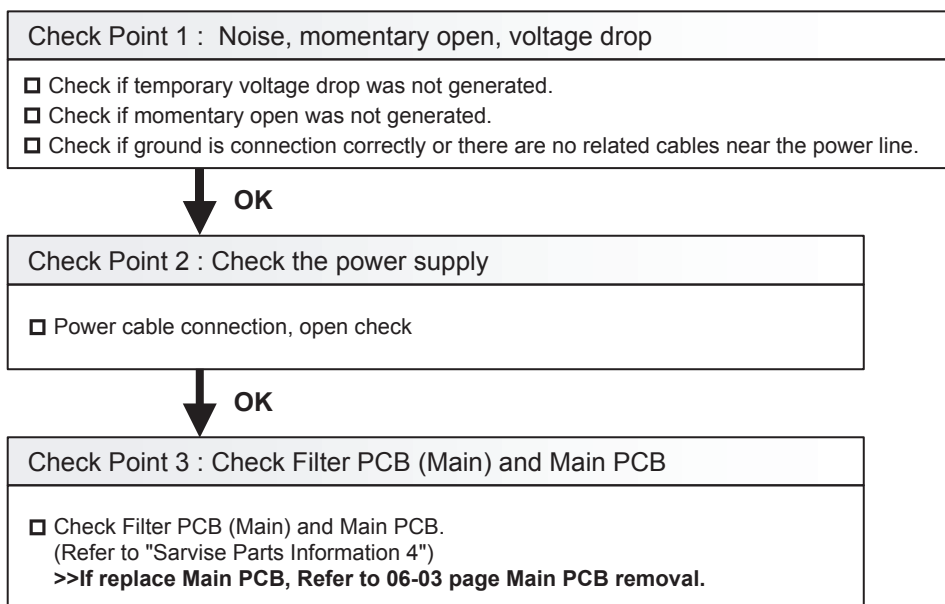 Check Point 1 :  Noise, momentary open, voltage drop
Check if temporary voltage drop was not generated.
Check if momentary open was not generated.
Check if ground is connection correctly or there are no related cables near the power line.
OK
Check Point 2 : Check the power supply
Power cable connection, open check
OK
Check Point 3 : Check Filter PCB (Main) and Main PCB
Check Filter PCB (Main) and Main PCB.
(Refer to "Sarvise Parts Information 4")
>>If replace Main PCB, Refer to 06-03 page Main PCB removal.